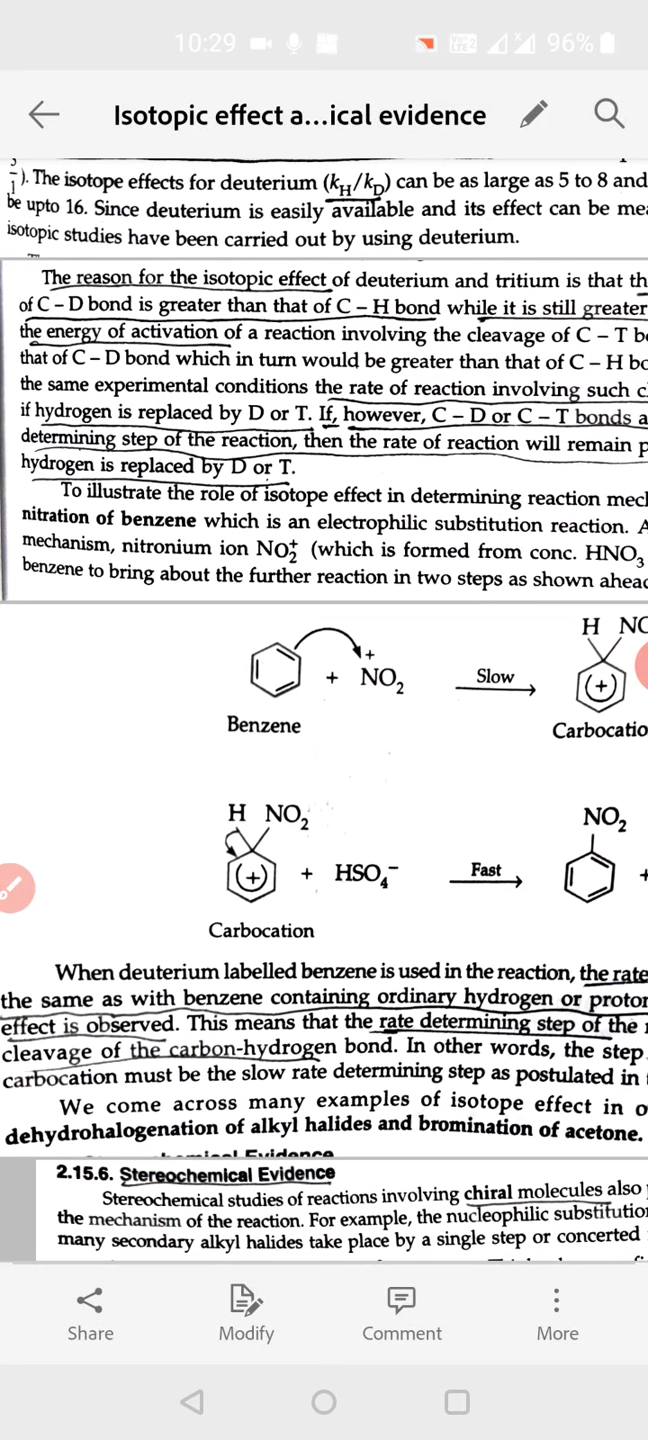 10:29
96%
Isotopic effect a...ical evidence
The isotope effects for deuterium (kH/kD) can be as large as 5 to 8 and
be upto 16. Since deuterium is easily available and its effect can be
isotopic studies have been carried out by using deuterium.
The reason for the isotopic effect of deuterium and tritium is that
of C – D bond is greater than that of C – H bond while it is still greater
the energy of activation of a reaction involving the cleavage of C – T
that of C – D bond which in turn would be greater than that of C – H
the same experimental conditions the rate of reaction involving such
if hydrogen is replaced by D or T. If, however, C – D or C – T bonds
determining step of the reaction, then the rate of reaction will remain
hydrogen is replaced by D or T.
To illustrate the role of isotope effect in determining reaction
nitration of benzene which is an electrophilic substitution reaction.
mechanism, nitronium ion NO₂⁺ (which is formed from conc. HNO₃
benzene to bring about the further reaction in two steps as shown
H
+ NO₂⁺ Slow (+)
Benzene
H NO₂ NO₂
(+) + HSO₄⁻ Fast +
Carbocation
When deuterium labelled benzene is used in the reaction, the rate
the same as with benzene containing ordinary hydrogen or
effect is observed. This means that the rate determining step of the
cleavage of the carbon-hydrogen bond. In other words, the step
carbocation must be the slow rate determining step as postulated in
We come across many examples of isotope effect in
dehydrohalogenation of alkyl halides and bromination of acetone.
2.15.6. Stereochemical Evidence
Stereochemical studies of reactions involving chiral molecules also
the mechanism of the reaction. For example, the nucleophilic
many secondary alkyl halides take place by a single step or concerted
Share Modify Comment More